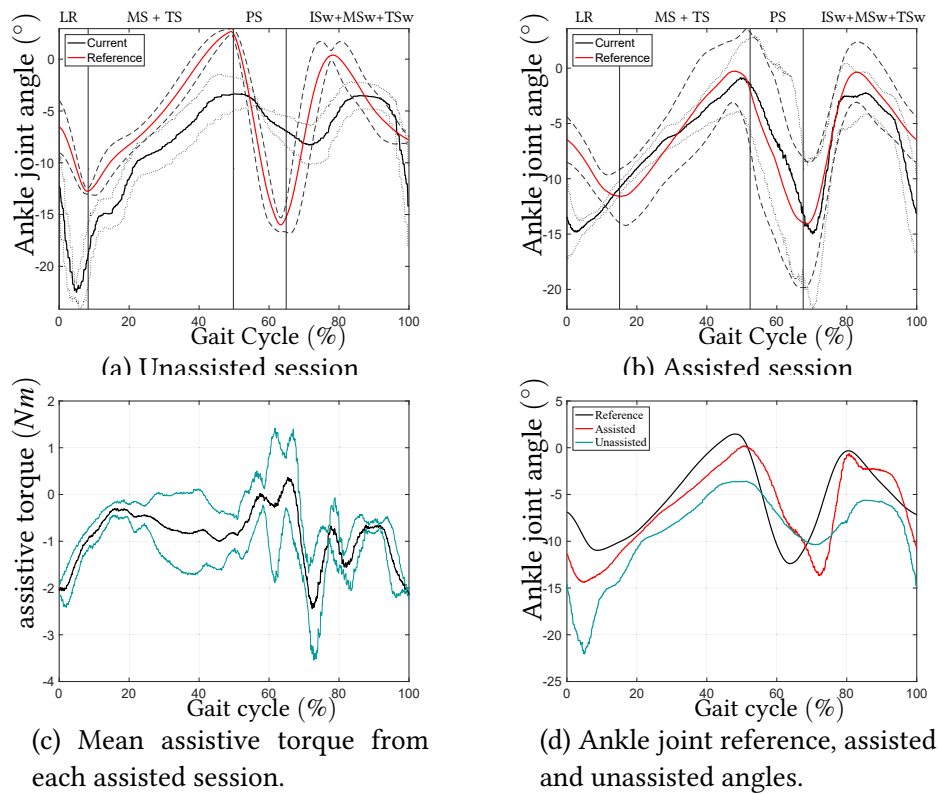 LR MS + TS PS ISw+MSw+TSw
Ankle joint angle (°)
Current
Reference
0
-5
-10
-15
-20
0 20 40 60 80 100
Gait Cycle (%)
(a) Unassisted session
LR MS + TS PS ISw+MSw+TSw
Ankle joint angle (°)
Current
Reference
0
-5
-10
-15
-20
0 20 40 60 80 100
Gait Cycle (%)
(b) Assisted session
assistive torque (Nm)
2
1
0
-1
-2
-3
-4
0 20 40 60 80 100
Gait cycle (%)
(c) Mean assistive torque from
each assisted session.
Ankle joint angle (°)
Reference
Assisted
Unassisted
5
0
-5
-10
-15
-20
-25
0 20 40 60 80 100
Gait cycle (%)
(d) Ankle joint reference, assisted
and unassisted angles.